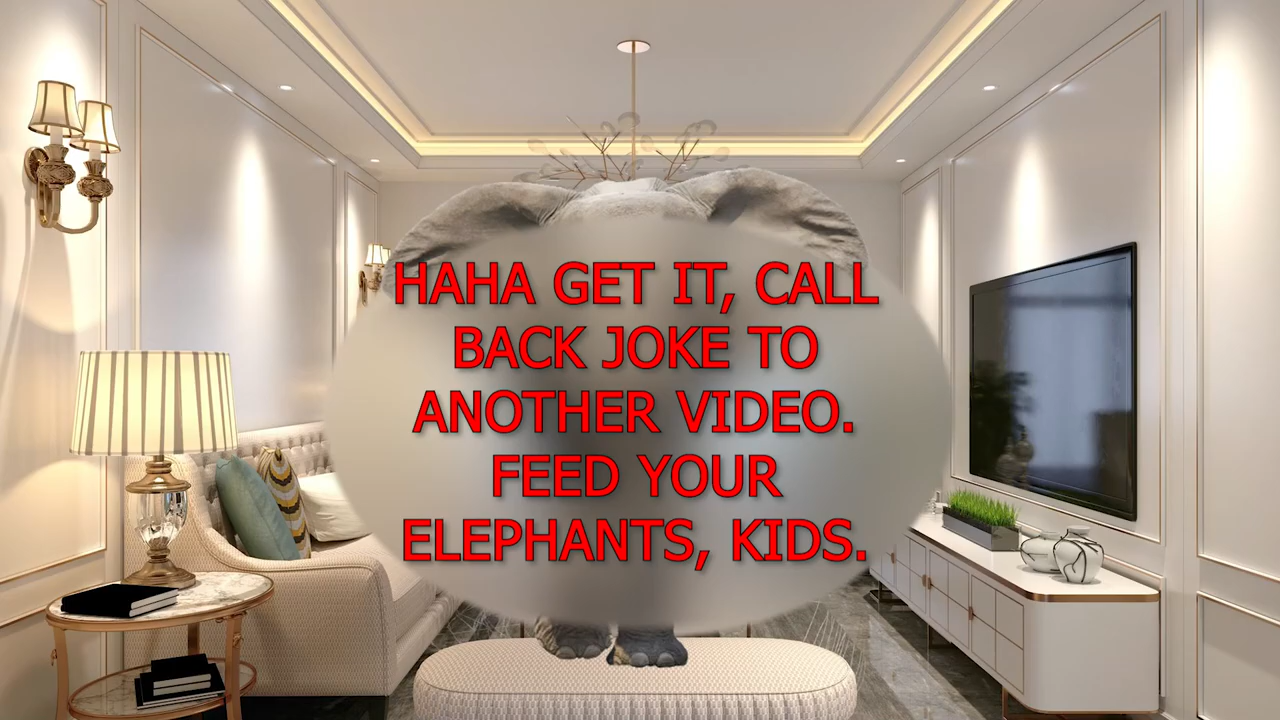 HAHA GET IT, CALL
BACK JOKE TO
ANOTHER VIDEO.
FEED YOUR
ELEPHANTS, KIDS.